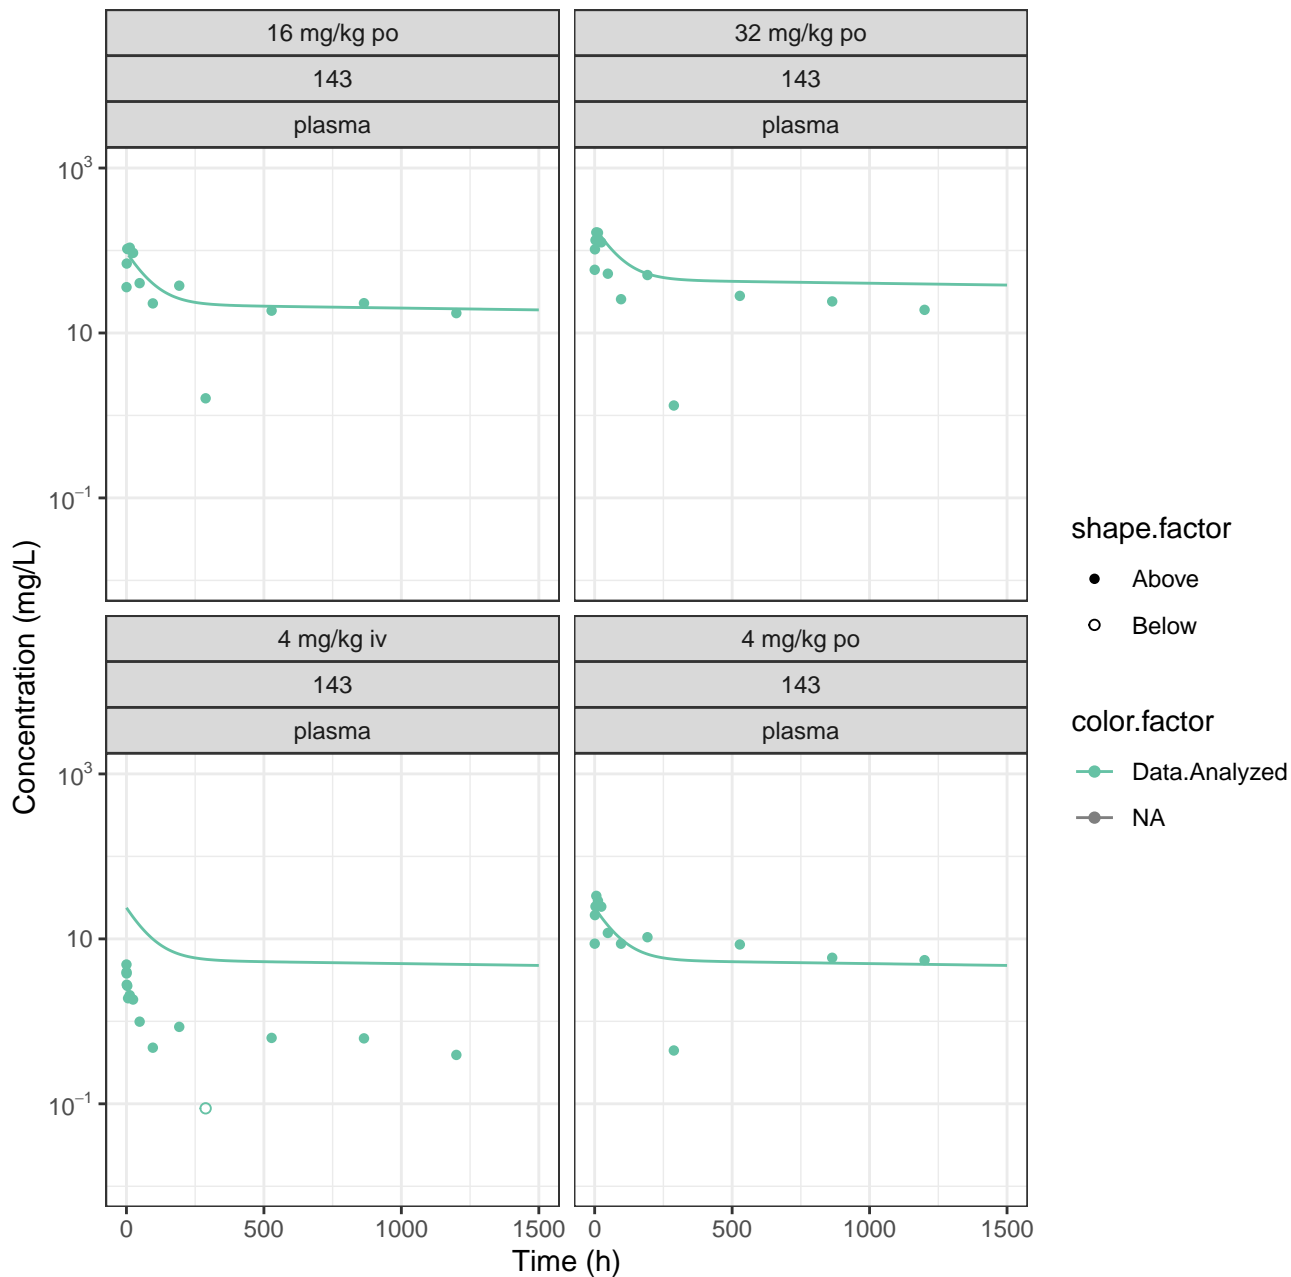 16 mg/kg po
143
plasma
32 mg/kg po
143
plasma
10³
10
10⁻¹
4 mg/kg iv
143
plasma
4 mg/kg po
143
plasma
10³
10
10⁻¹
0 500 1000 1500
0 500 1000 1500
Time (h)
Concentration (mg/L)
shape.factor
Above
Below
color.factor
Data.Analyzed
NA